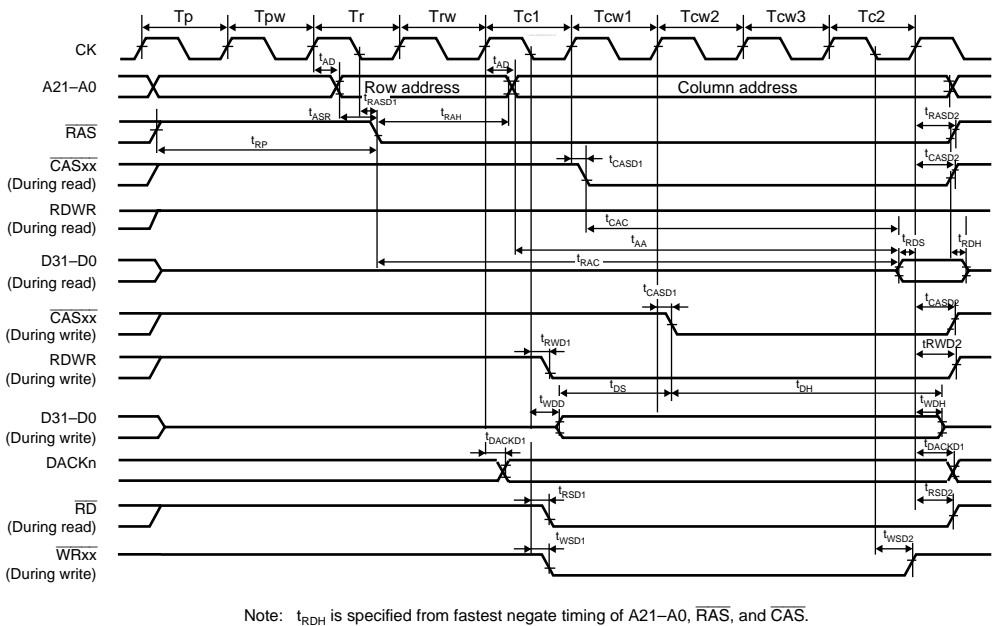 Tp Tpw Tr Trw Tc1 Tcw1 Tcw2 Tcw3 Tc2
CK
tAD tAD
A21–A0 Row address Column address
tRASD1
tASR tRAH tRASD2
RAS
tRP
CASxx tCASD1 tCASD2
(During read)
RDWR
(During read) tCAC
tAA tRDS tRDH
D31–D0 tRAC
(During read)
tCASD1 tCASD2
CASxx
(During write)
tRWD1 tRWD2
RDWR
(During write)
tDS tDH
tWDD tWDH
D31–D0
(During write)
tDACKD1 tDACKD1
DACKn
tRSD1 tRSD2
RD
(During read)
tWSD1 tWSD2
WRxx
(During write)
Note: tRDH is specified from fastest negate timing of A21–A0, RAS, and CAS.